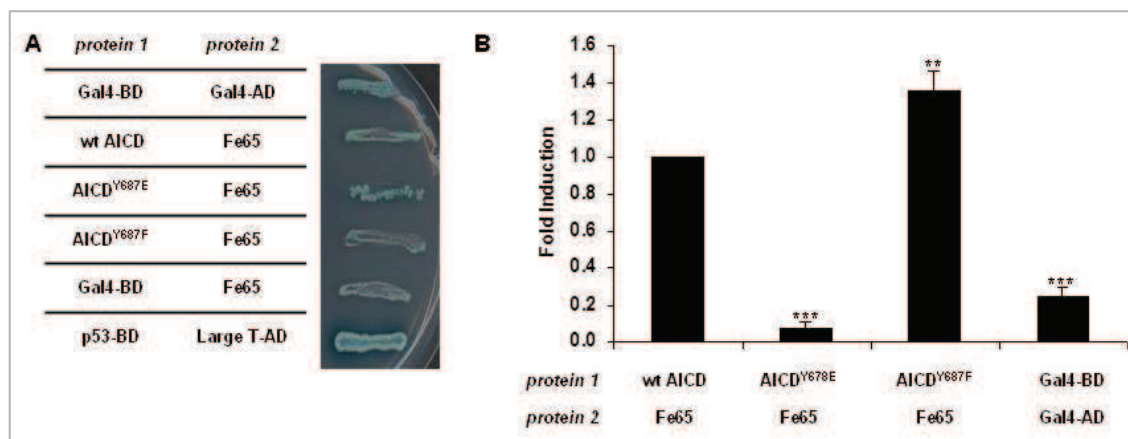 A
protein 1 protein 2
Gal4-BD Gal4-AD
wt AICD Fe65
AICD^Y687E Fe65
AICD^Y687F Fe65
Gal4-BD Fe65
p53-BD Large T-AD
B
Fold Induction
1.6
1.4
1.2
1.0
0.8
0.6
0.4
0.2
0.0
**
***
***
protein 1 wt AICD AICD^Y678E AICD^Y687F Gal4-BD
protein 2 Fe65 Fe65 Fe65 Gal4-AD